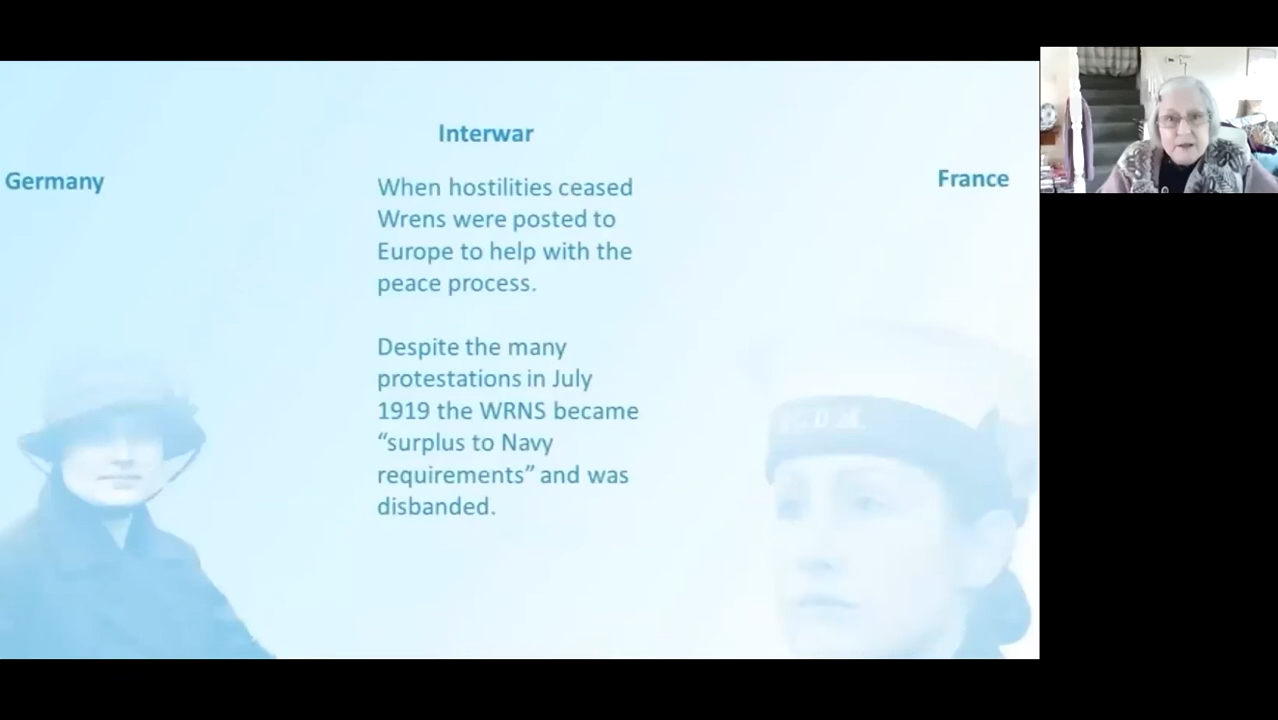 Interwar
Germany
France
When hostilities ceased
Wrens were posted to
Europe to help with the
peace process.
Despite the many
protestations in July
1919 the WRNS became
“surplus to Navy
requirements” and was
disbanded.